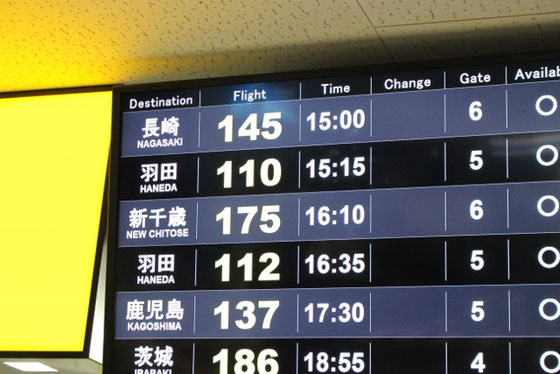 Destination Flight Time Change Gate Availab
長崎 145 15:00 6 ○
NAGASAKI
羽田 110 15:15 5 ○
HANEDA
新千歳 175 16:10 6 ○
NEW CHITOSE
羽田 112 16:35 5 ○
HANEDA
鹿児島 137 17:30 5 ○
KAGOSHIMA
茨城 186 18:55 4 ○
IBARAKI